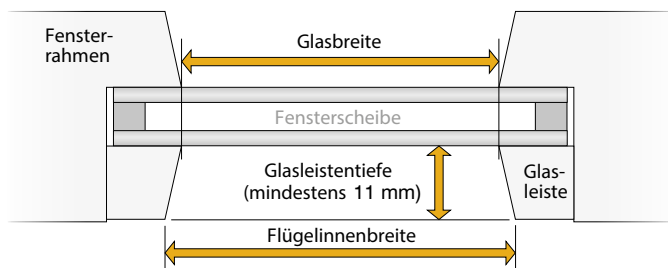 Fenster-
rahmen
Glasbreite
Fensterscheibe
Glasleistentiefe
(mindestens 11 mm)
Glas-
leiste
Flügelinnenbreite